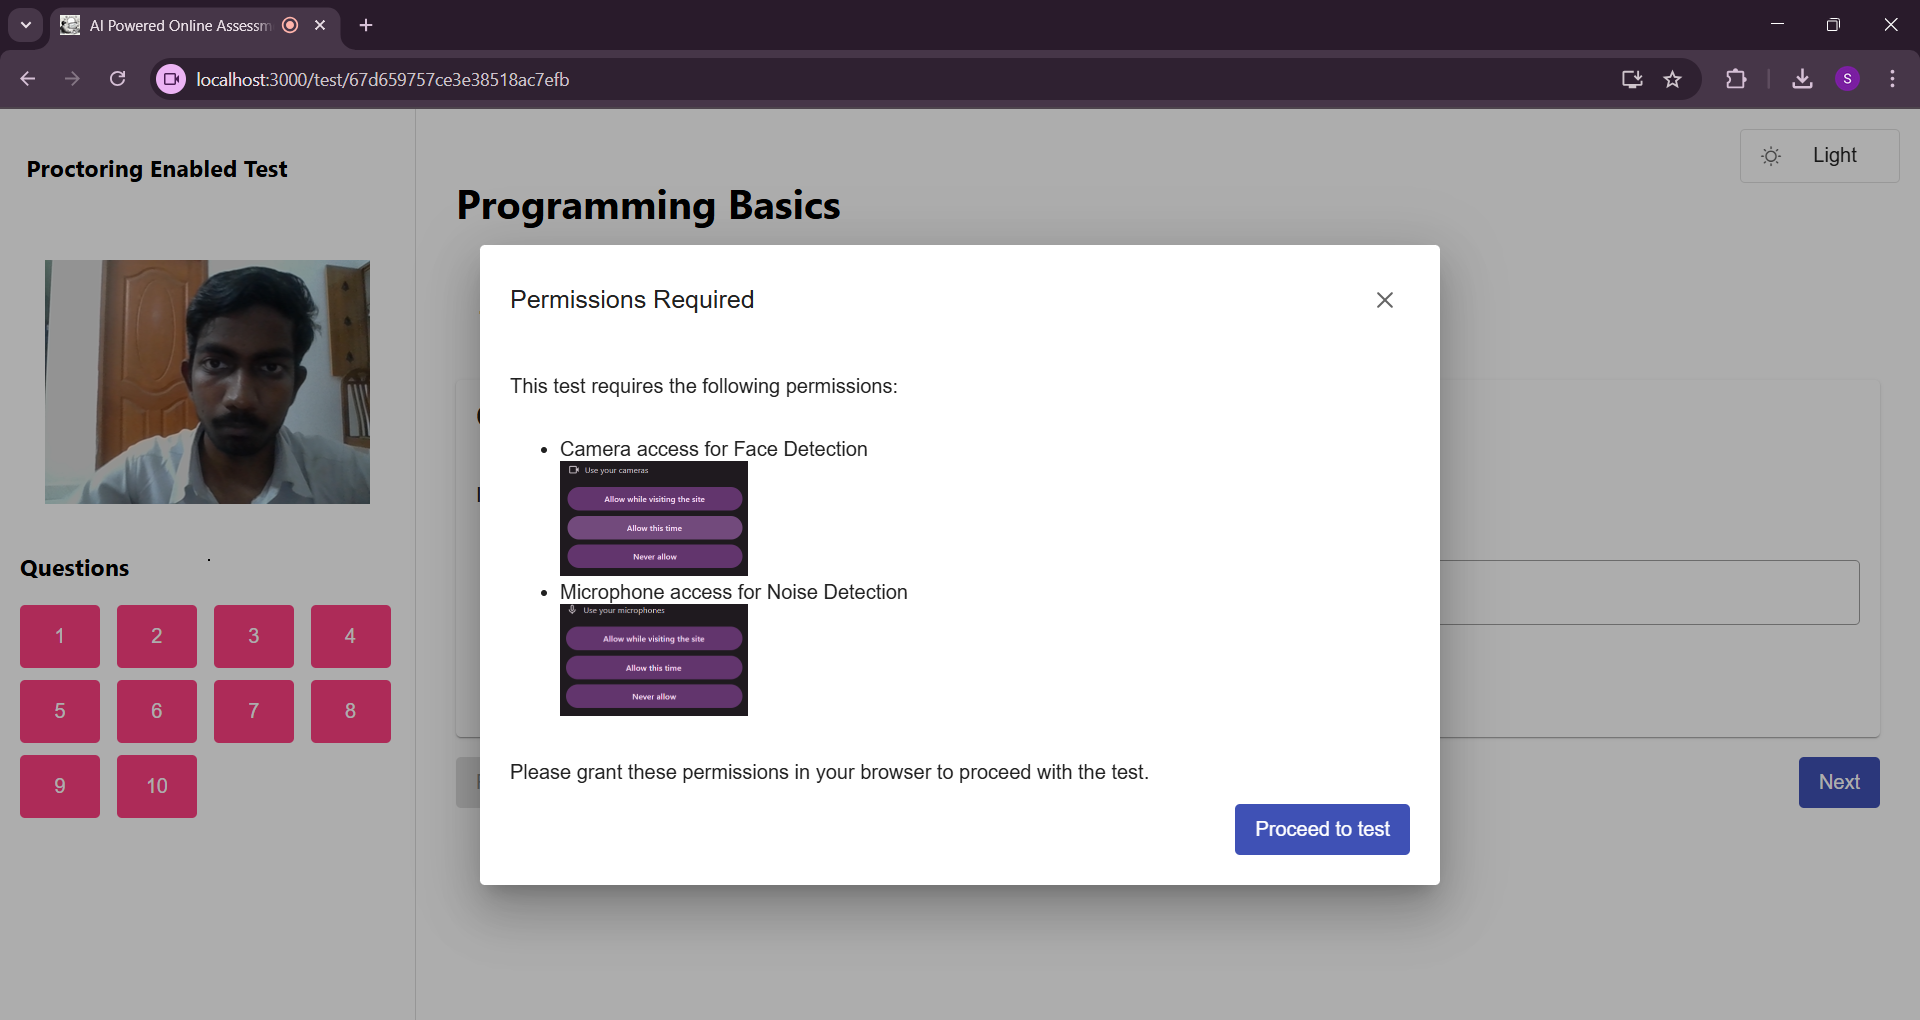 AI Powered Online Assessm
localhost:3000/test/67d659757ce3e38518ac7efb
S
Proctoring Enabled Test
Light
Programming Basics
Permissions Required
This test requires the following permissions:
Camera access for Face Detection
Use your cameras
Allow while visiting the site
Allow this time
Never allow
Microphone access for Noise Detection
Use your microphones
Allow while visiting the site
Allow this time
Never allow
Please grant these permissions in your browser to proceed with the test.
Proceed to test
Questions
1 2 3 4
5 6 7 8
9 10
Next